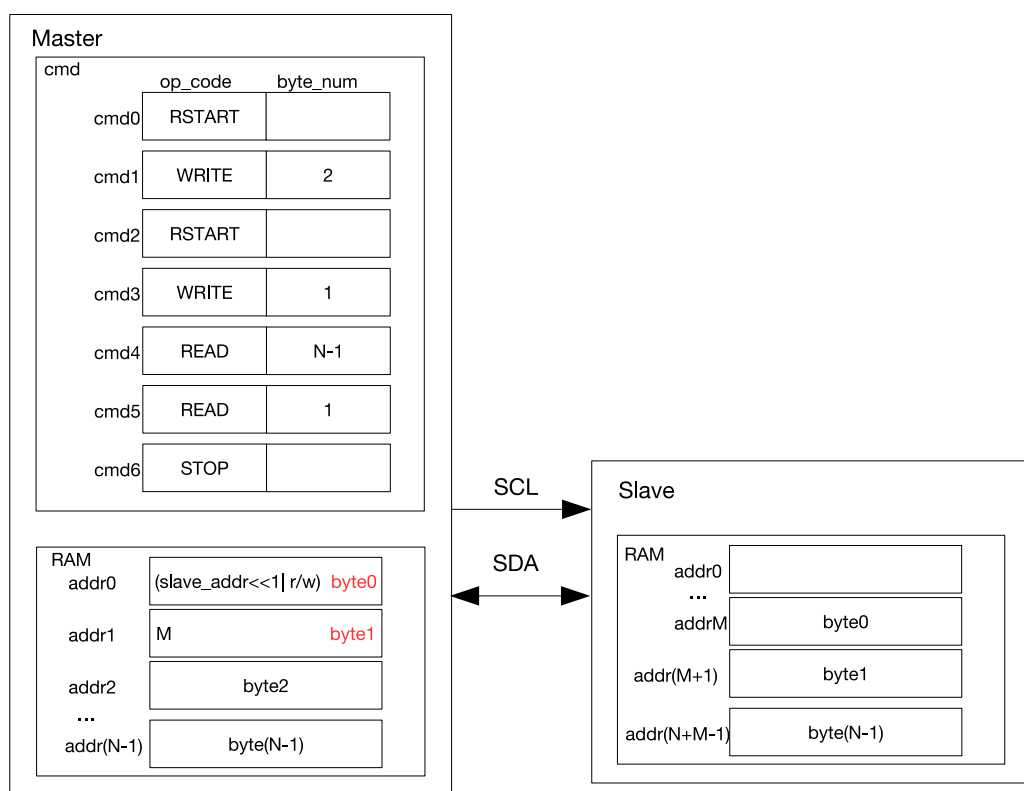 Master
cmd
op_code byte_num
cmd0 RSTART
cmd1 WRITE 2
cmd2 RSTART
cmd3 WRITE 1
cmd4 READ N-1
cmd5 READ 1
cmd6 STOP
RAM
addr0 (slave_addr<<1| r/w) byte0
addr1 M byte1
addr2 byte2
...
addr(N-1) byte(N-1)
SCL
SDA
Slave
RAM
addr0
...
addrM byte0
addr(M+1) byte1
addr(N+M-1) byte(N-1)